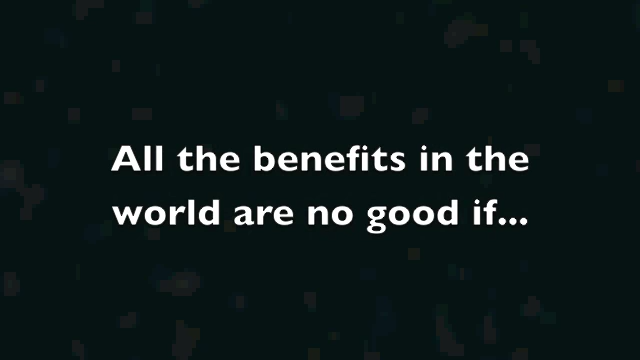 All the benefits in the
world are no good if...